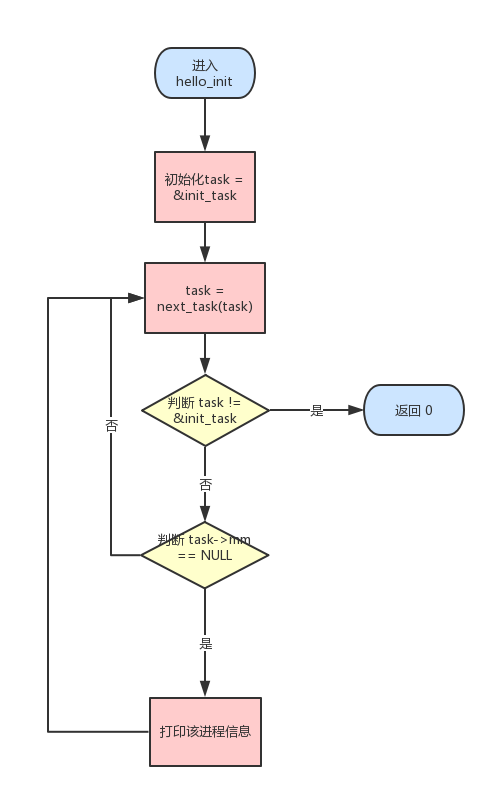 进入
hello_init
初始化task =
&init_task
task =
next_task(task)
判断 task !=
&init_task
是
返回 0
否
否
判断 task->mm
== NULL
是
打印该进程信息